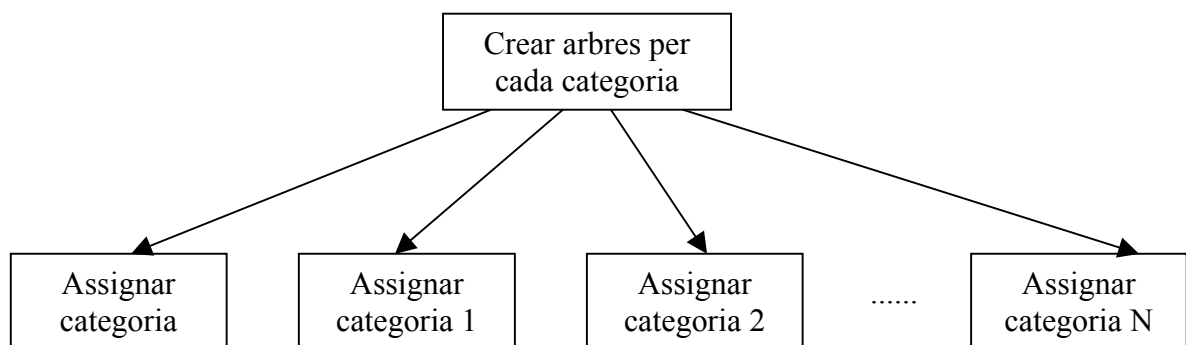 Crear arbres per
cada categoria
Assignar
categoria
Assignar
categoria 1
Assignar
categoria 2
......
Assignar
categoria N